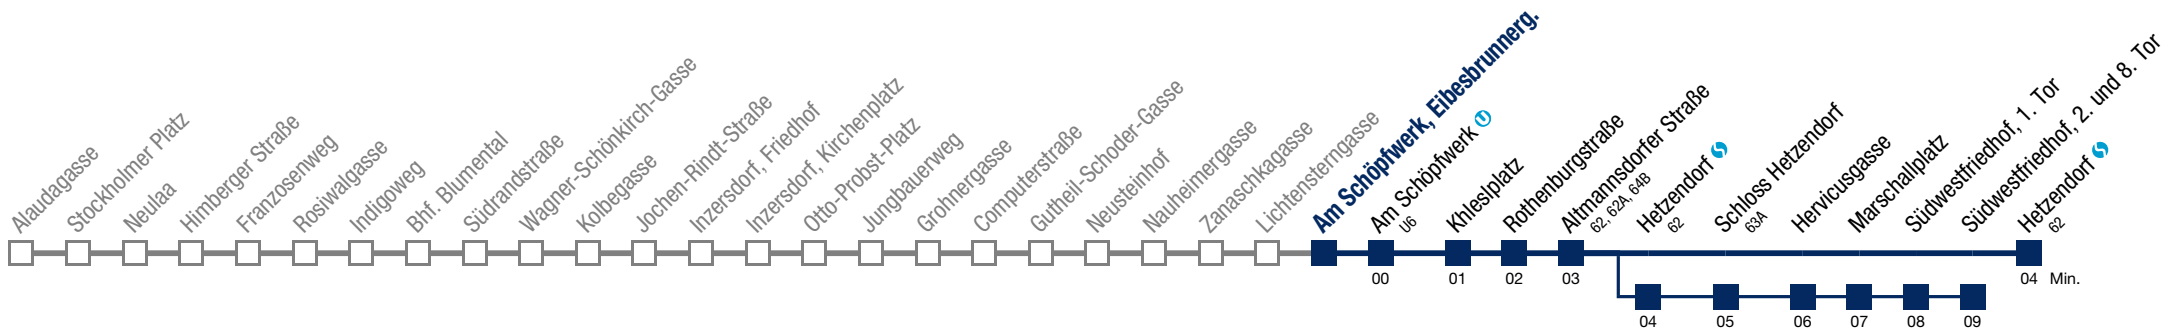 Alaudagasse
Stockholmer Platz
Neulaa
Himberger Straße
Franzosenweg
Rosiwalgasse
Indigoweg
Bhf. Blumental
Südrandstraße
Wagner-Schönkirch-Gasse
Kolbegasse
Jochen-Rindt-Straße
Inzersdorf, Friedhof
Inzersdorf, Kirchenplatz
Otto-Probst-Platz
Jungbauerweg
Grohnergasse
Computerstraße
Gutheil-Schoder-Gasse
Neusteinhof
Nauheimergasse
Zanaschkagasse
Lichtensterngasse
Am Schöpfwerk, Eibesbrunnerg.
Am Schöpfwerk U
U6
Khleslplatz
Rothenburgstraße
Altmannsdorfer Straße
62, 62A, 64B
Hetzendorf S
62
Schloss Hetzendorf
63A
Hervicusgasse
Marschallplatz
Südwestfriedhof, 1. Tor
Südwestfriedhof, 2. und 8. Tor
Hetzendorf S
62
00 01 02 03 04 Min.
04 05 06 07 08 09